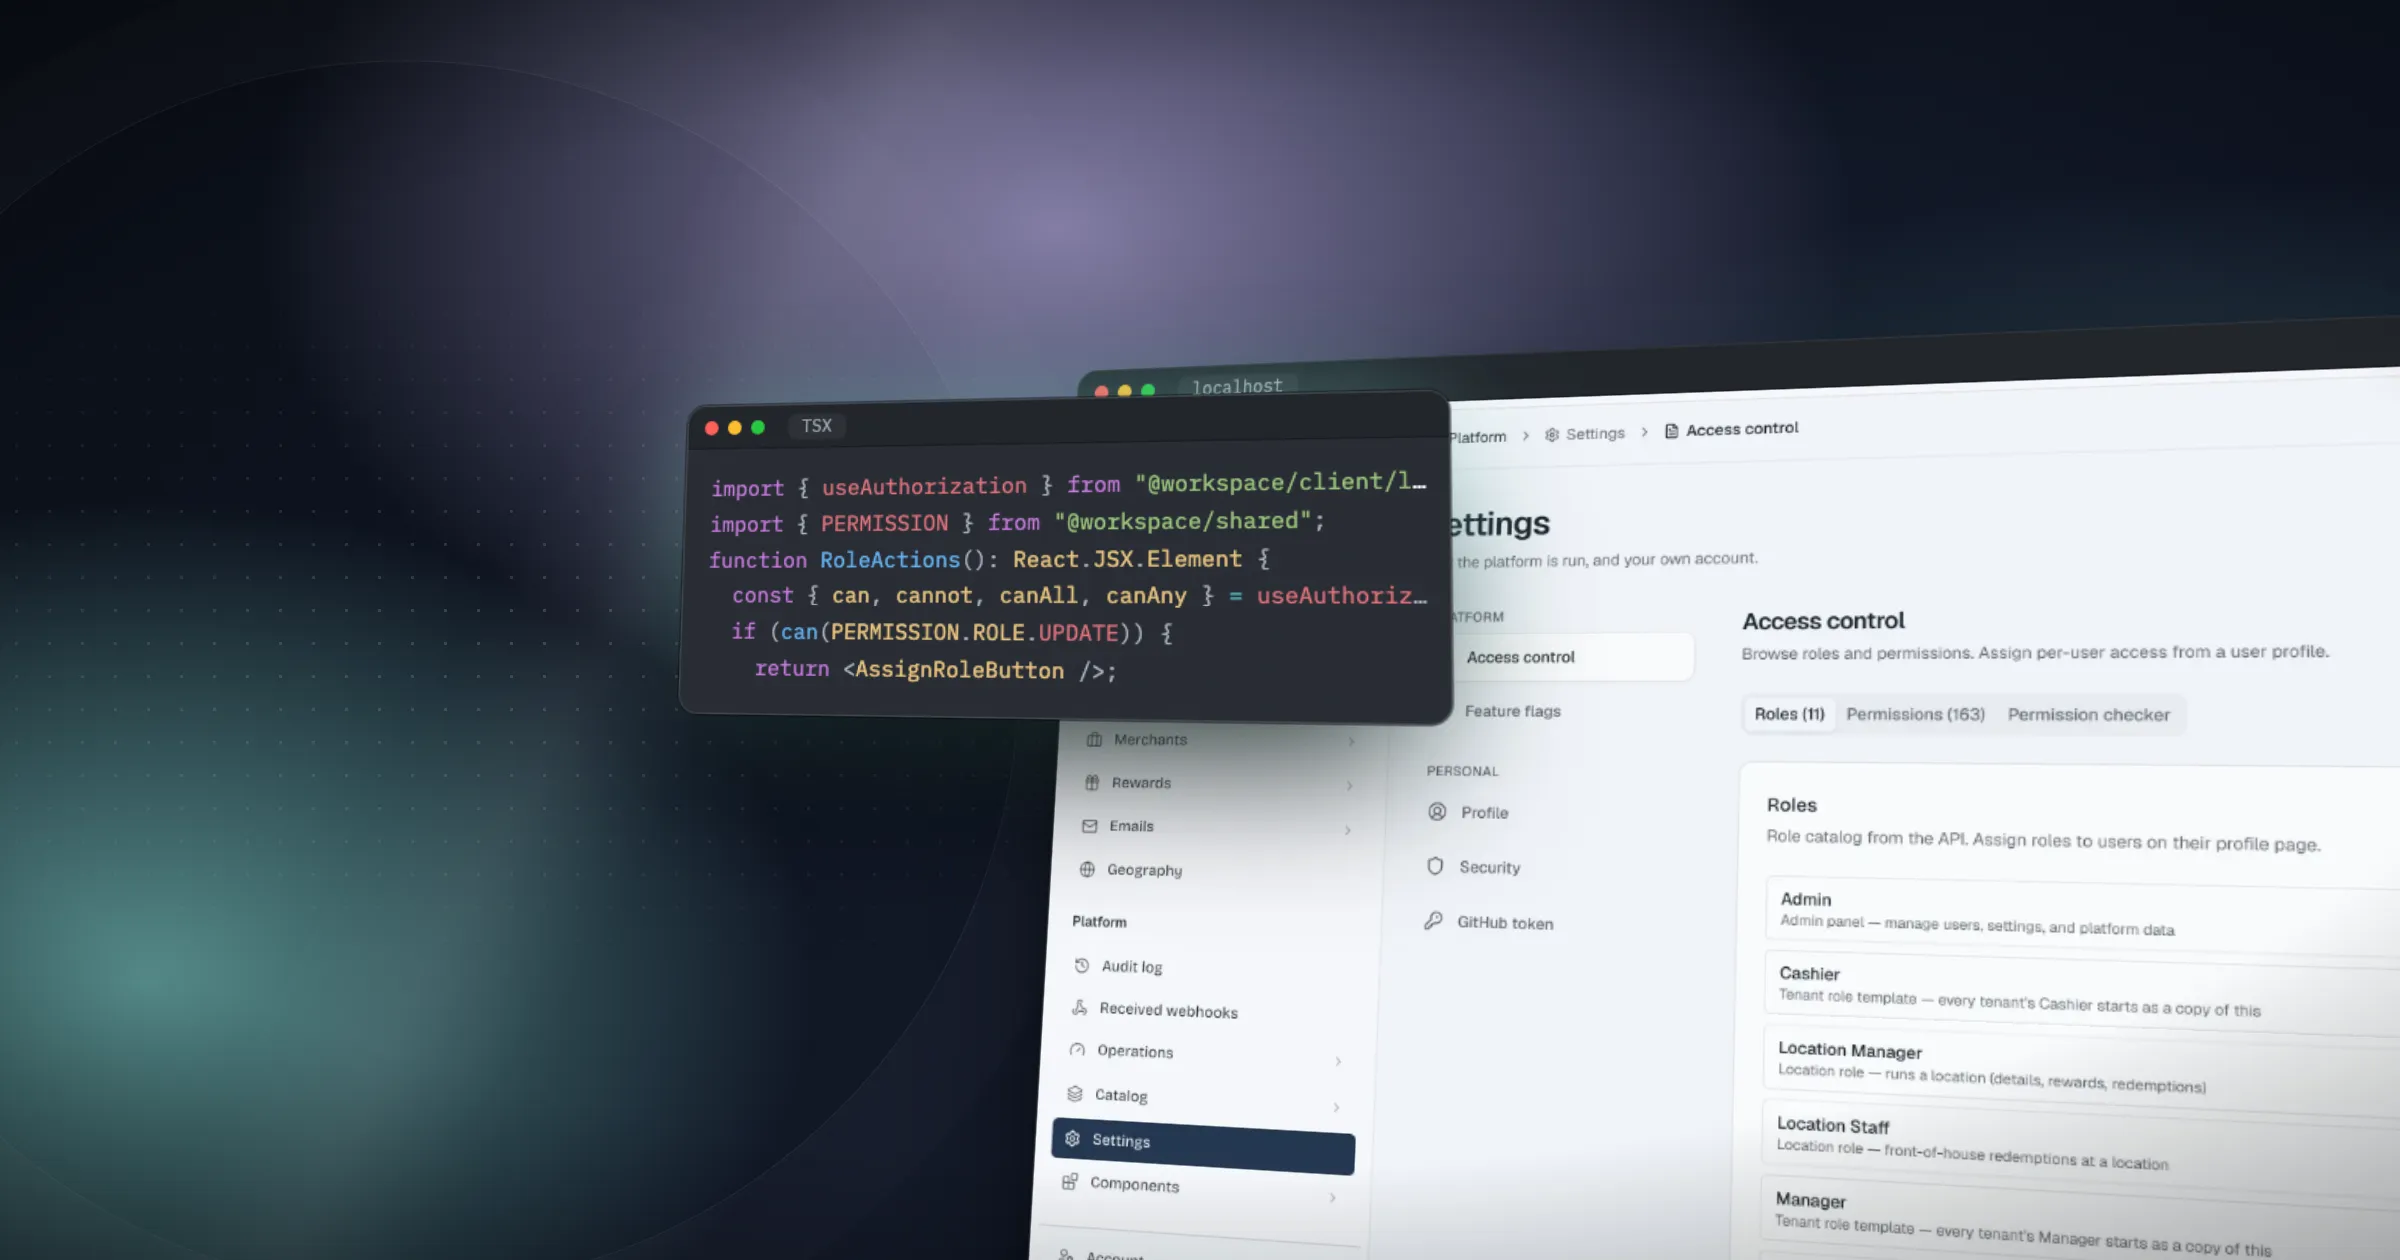 localhost
TSX
import { useAuthorization } from "@workspace/client/l…
import { PERMISSION } from "@workspace/shared";
function RoleActions(): React.JSX.Element {
const { can, cannot, canAll, canAny } = useAuthoriz…
if (can(PERMISSION.ROLE.UPDATE)) {
return <AssignRoleButton />;
Platform > Settings > Access control
ettings
the platform is run, and your own account.
ATFORM
Access control
Feature flags
PERSONAL
Profile
Security
GitHub token
Merchants
Rewards
Emails
Geography
Platform
Audit log
Received webhooks
Operations
Catalog
Settings
Components
Account
Access control
Browse roles and permissions. Assign per-user access from a user profile.
Roles (11) Permissions (163) Permission checker
Roles
Role catalog from the API. Assign roles to users on their profile page.
Admin
Admin panel — manage users, settings, and platform data
Cashier
Tenant role template — every tenant's Cashier starts as a copy of this
Location Manager
Location role — runs a location (details, rewards, redemptions)
Location Staff
Location role — front-of-house redemptions at a location
Manager
Tenant role template — every tenant's Manager starts as a copy of this